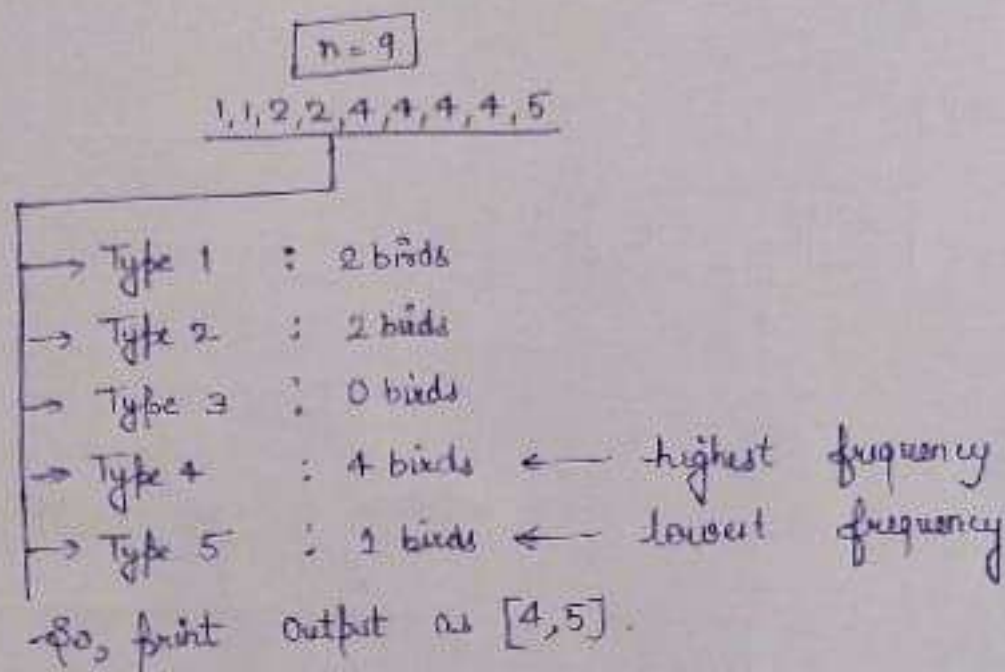 n = 9
1, 1, 2, 2, 4, 4, 4, 4, 5
→ Type 1 : 2 birds
→ Type 2 : 2 birds
→ Type 3 : 0 birds
→ Type 4 : 4 birds ← highest frequency
→ Type 5 : 1 birds ← lowest frequency
So, print output as [4,5].